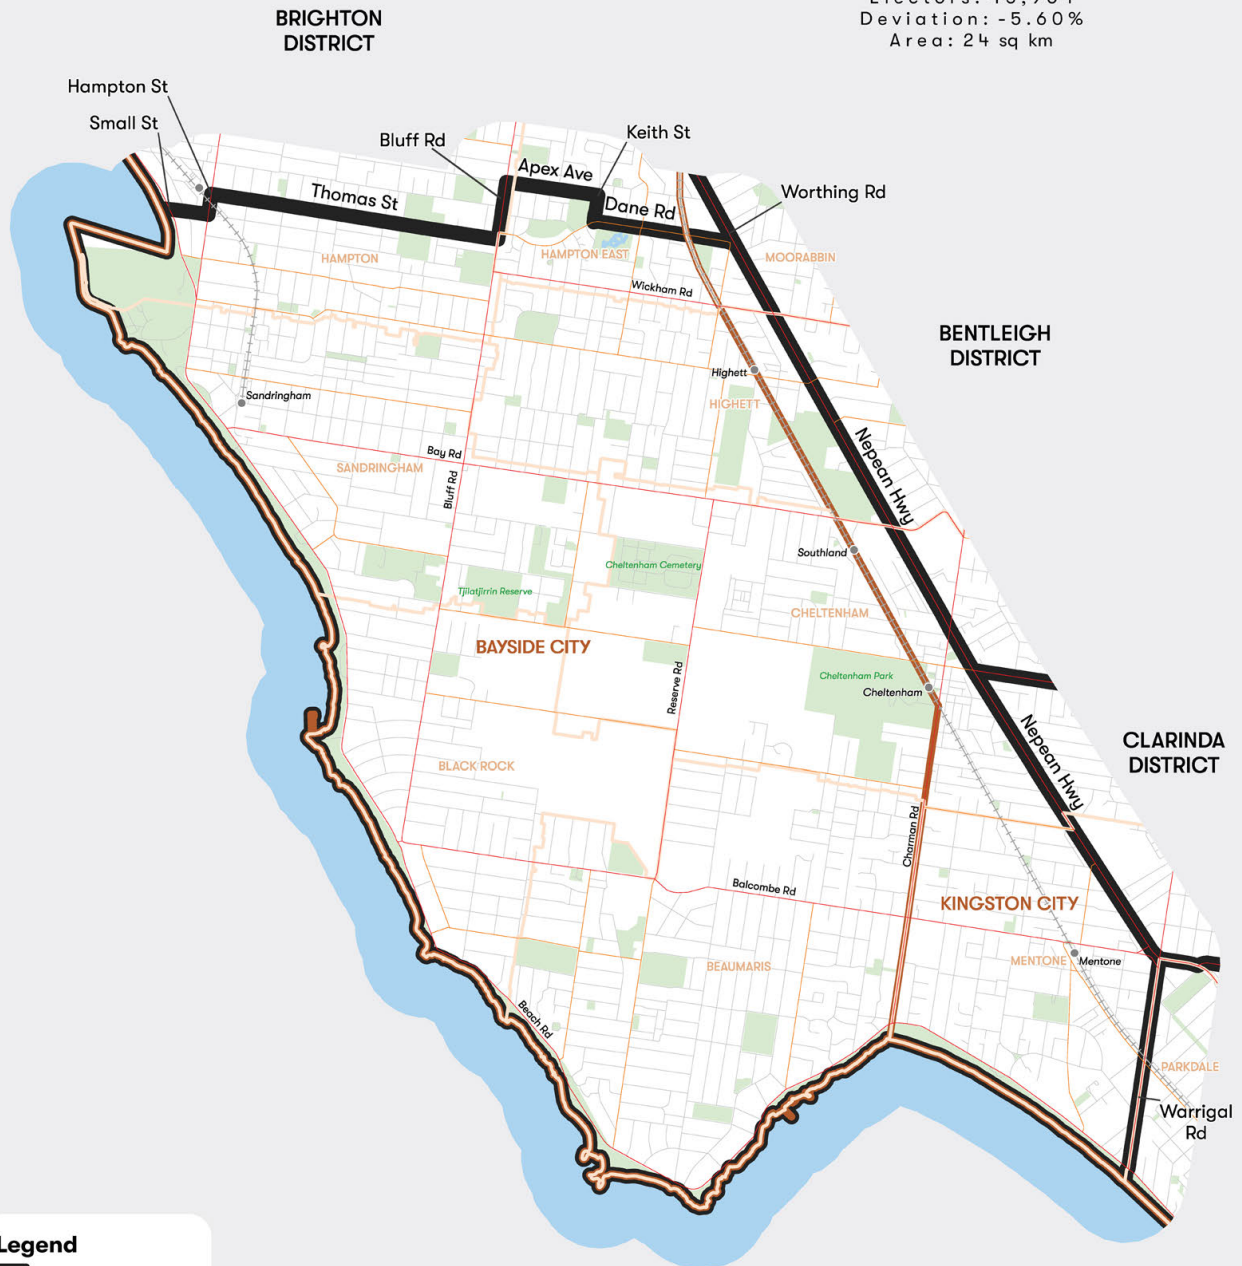 BRIGHTON
DISTRICT
Deviation: -5.60%
Area: 24 sq km
Hampton St
Small St
Bluff Rd
Keith St
Apex Ave
Thomas St
Dane Rd
Worthing Rd
HAMPTON
HAMPTON EAST
MOORABBIN
Wickham Rd
BENTLEIGH
DISTRICT
Highett
HIGHETT
Sandringham
Bay Rd
SANDRINGHAM
Bluff Rd
Nepean Hwy
Southland
Cheltenham Cemetery
Tjilatjirrin Reserve
CHELTENHAM
BAYSIDE CITY
Reserve Rd
Cheltenham Park
Cheltenham
Nepean Hwy
CLARINDA
DISTRICT
BLACK ROCK
Charman Rd
Balcombe Rd
KINGSTON CITY
BEAUMARIS
MENTONE
Mentone
Beach Rd
PARKDALE
Warrigal
Rd
Legend